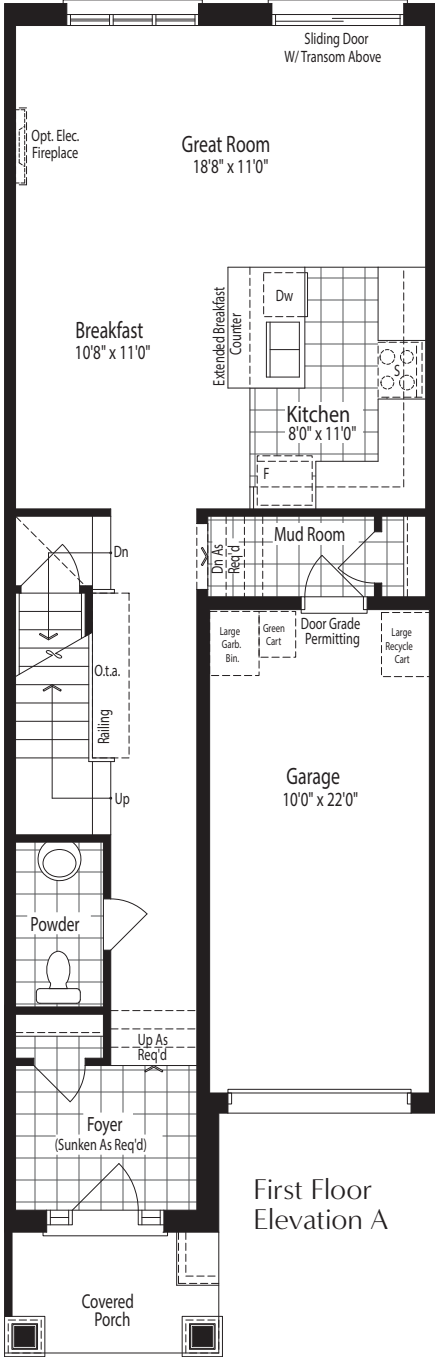 Sliding Door
W/ Transom Above
Opt. Elec.
Fireplace
Great Room
18'8" x 11'0"
Extended Breakfast
Counter
Dw
Breakfast
10'8" x 11'0"
S
Kitchen
8'0" x 11'0"
F
Mud Room
Dn As
Req'd
Dn
Large
Garb.
Bin.
Green
Cart
Door Grade
Permitting
Large
Recycle
Cart
O.t.a.
Railing
Up
Garage
10'0" x 22'0"
Powder
Up As
Req'd
Foyer
(Sunken As Req'd)
First Floor
Elevation A
Covered
Porch